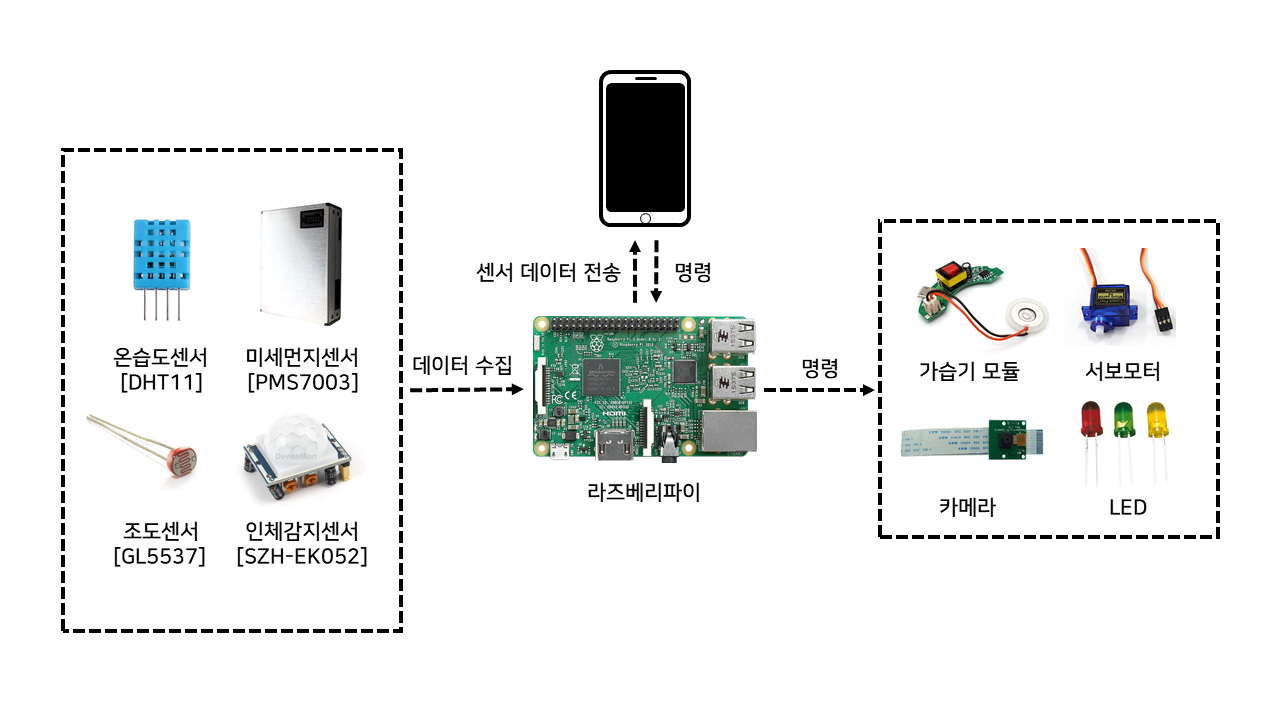 센서 데이터 전송
명령
온습도센서
[DHT11]
미세먼지센서
[PMS7003]
데이터 수집
명령
가습기 모듈
서보모터
DeviceMart
HDMI
라즈베리파이
조도센서
[GL5537]
인체감지센서
[SZH-EK052]
카메라
LED